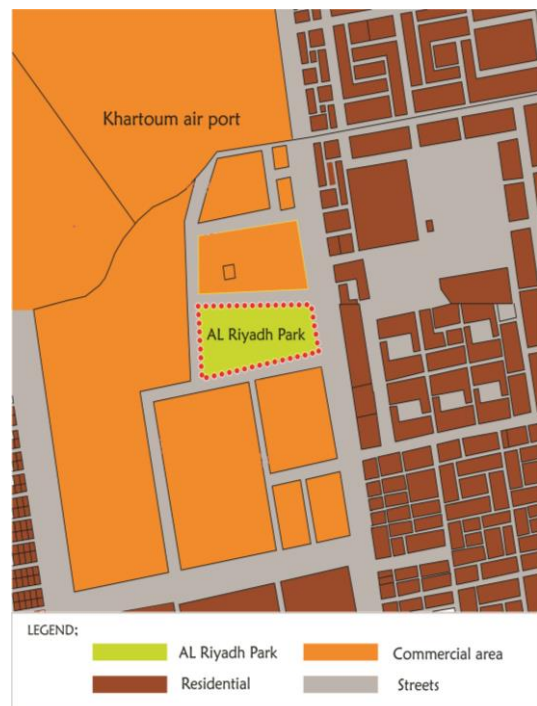 Khartoum air port
AL Riyadh Park
LEGEND;
AL Riyadh Park
Commercial area
Residential
Streets